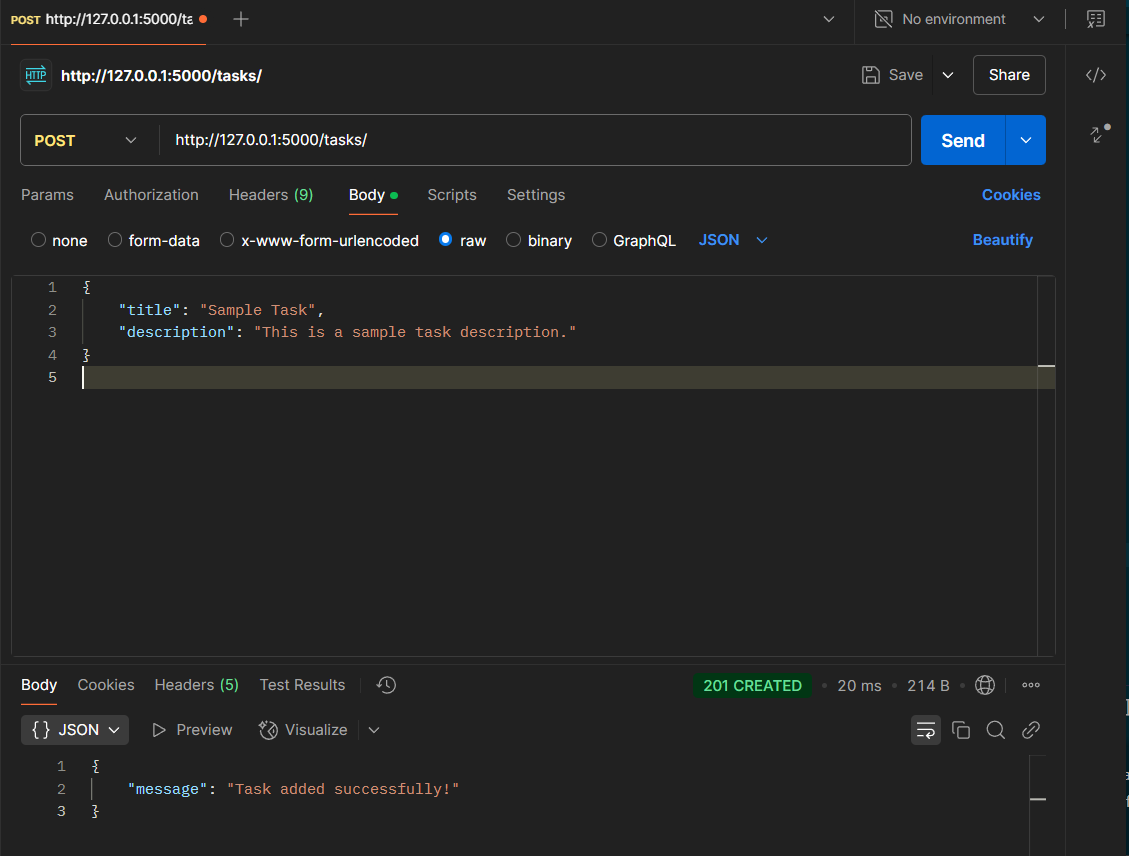 POST http://127.0.0.1:5000/ta
No environment
HTTP http://127.0.0.1:5000/tasks/
Save
Share
</>
POST http://127.0.0.1:5000/tasks/
Send
Params Authorization Headers (9) Body Scripts Settings Cookies
none form-data x-www-form-urlencoded raw binary GraphQL JSON Beautify
1 {
2 "title": "Sample Task",
3 "description": "This is a sample task description."
4 }
5
Body Cookies Headers (5) Test Results 201 CREATED • 20 ms • 214 B •
{} JSON Preview Visualize
1 {
2 "message": "Task added successfully!"
3 }